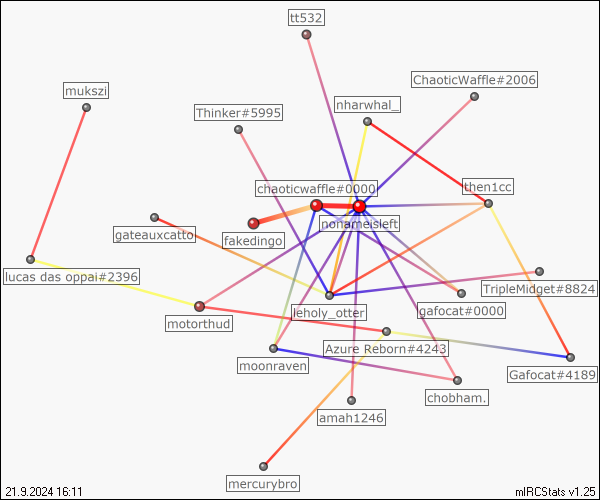 tt532
ChaoticWaffle#2006
mukszi
nharwhal_
Thinker#5995
chaoticwaffle#0000
then1cc
nonameisleft
gateauxcatto
fakedingo
lucas das oppai#2396
TripleMidget#8824
leholy_otter
gafocat#0000
motorthud
Azure Reborn#4243
moonraven
Gafocat#4189
chobham.
amah1246
mercurybro
21.9.2024 16:11
mIRCStats v1.25